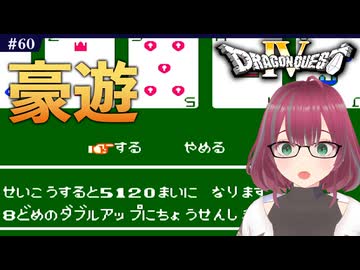 #60
DRAGON QUEST
IV
豪遊
する やめる
せいこうすると5120まいに なります
8どめのダブルアップにちょうせんし